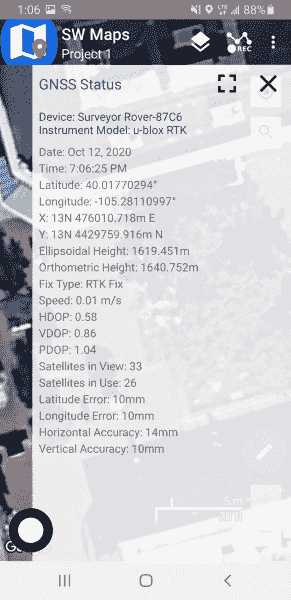 1:06
88%
SW Maps
Project 1
REC
GNSS Status
Device: Surveyor Rover-87C6
Instrument Model: u-blox RTK
Date: Oct 12, 2020
Time: 7:06:25 PM
Latitude: 40.01770294°
Longitude: -105.28110997°
X: 13N 476010.718m E
Y: 13N 4429759.916m N
Ellipsoidal Height: 1619.451m
Orthometric Height: 1640.752m
Fix Type: RTK Fix
Speed: 0.01 m/s
HDOP: 0.58
VDOP: 0.86
PDOP: 1.04
Satellites in View: 33
Satellites in Use: 26
Latitude Error: 10mm
Longitude Error: 10mm
Horizontal Accuracy: 14mm
Vertical Accuracy: 10mm
5 m